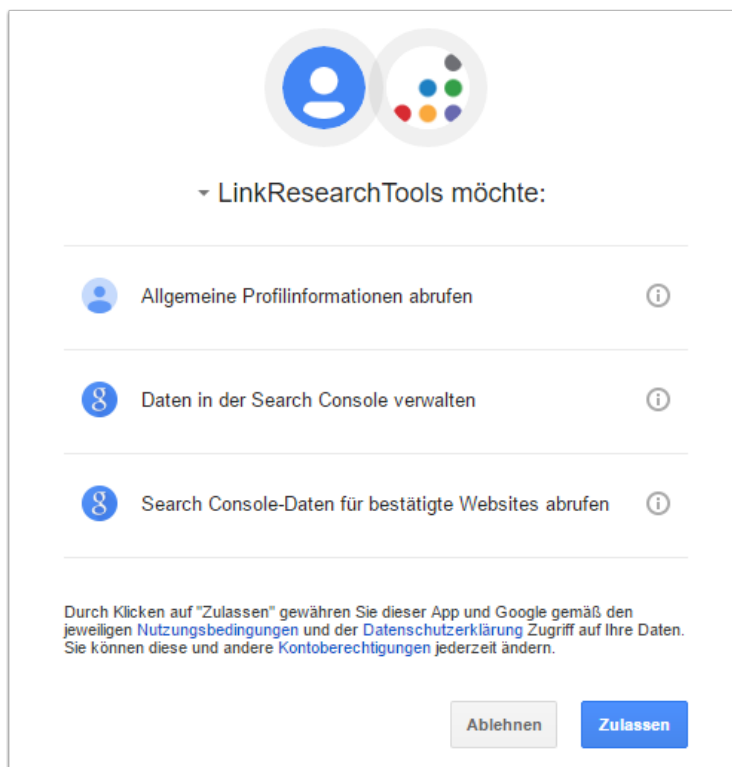 LinkResearchTools möchte:
Allgemeine Profilinformationen abrufen
Daten in der Search Console verwalten
Search Console-Daten für bestätigte Websites abrufen
Durch Klicken auf "Zulassen" gewähren Sie dieser App und Google gemäß den
jeweiligen Nutzungsbedingungen und der Datenschutzerklärung Zugriff auf Ihre Daten.
Sie können diese und andere Kontoberechtigungen jederzeit ändern.
Ablehnen
Zulassen